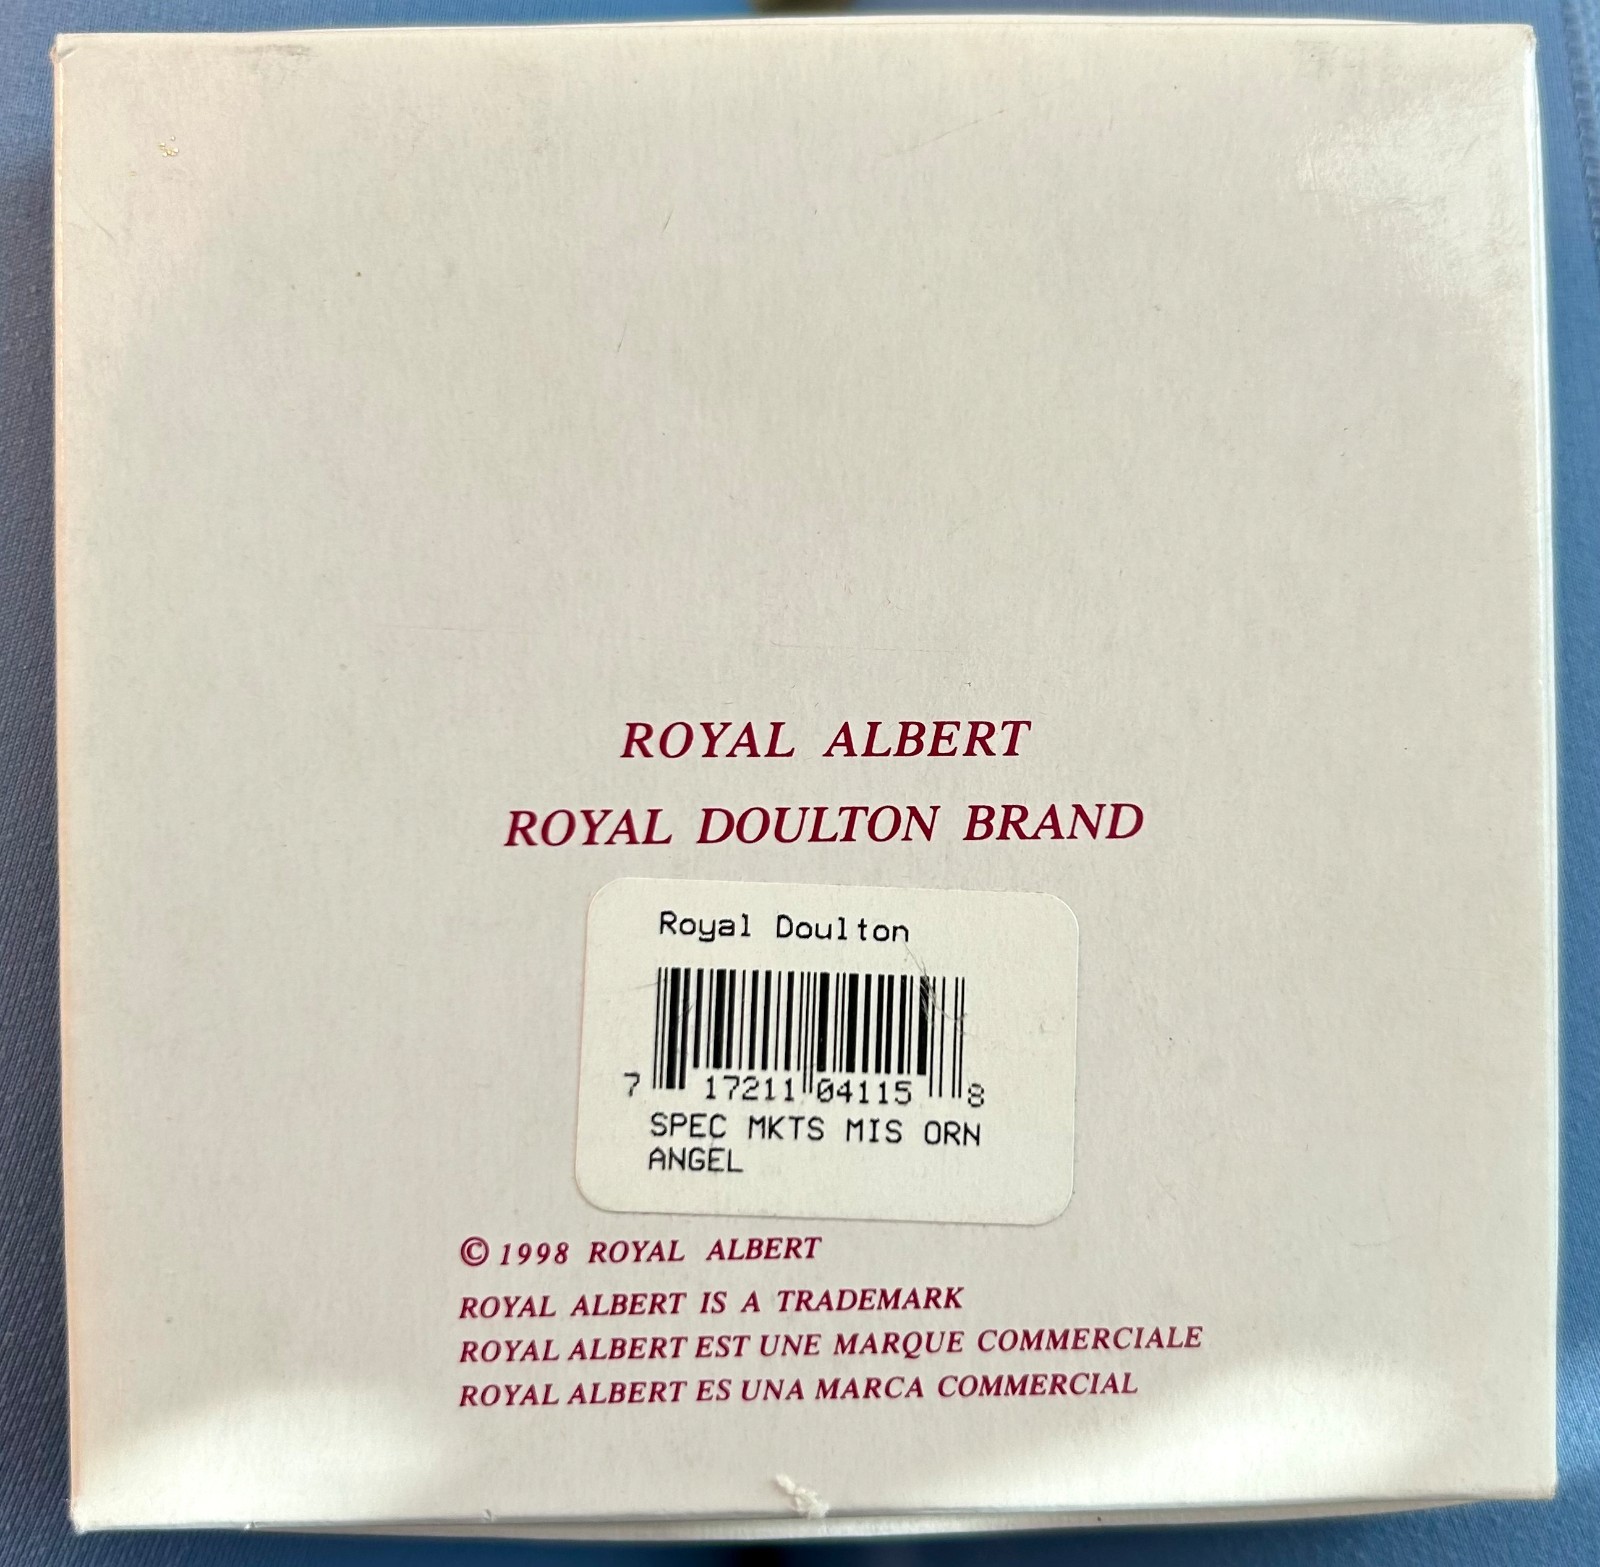 ROYAL ALBERT
ROYAL DOULTON BRAND
Royal Doulton
7 17211 04115 8
SPEC MKTS MIS ORN
ANGEL
© 1998 ROYAL ALBERT
ROYAL ALBERT IS A TRADEMARK
ROYAL ALBERT EST UNE MARQUE COMMERCIALE
ROYAL ALBERT ES UNA MARCA COMMERCIAL